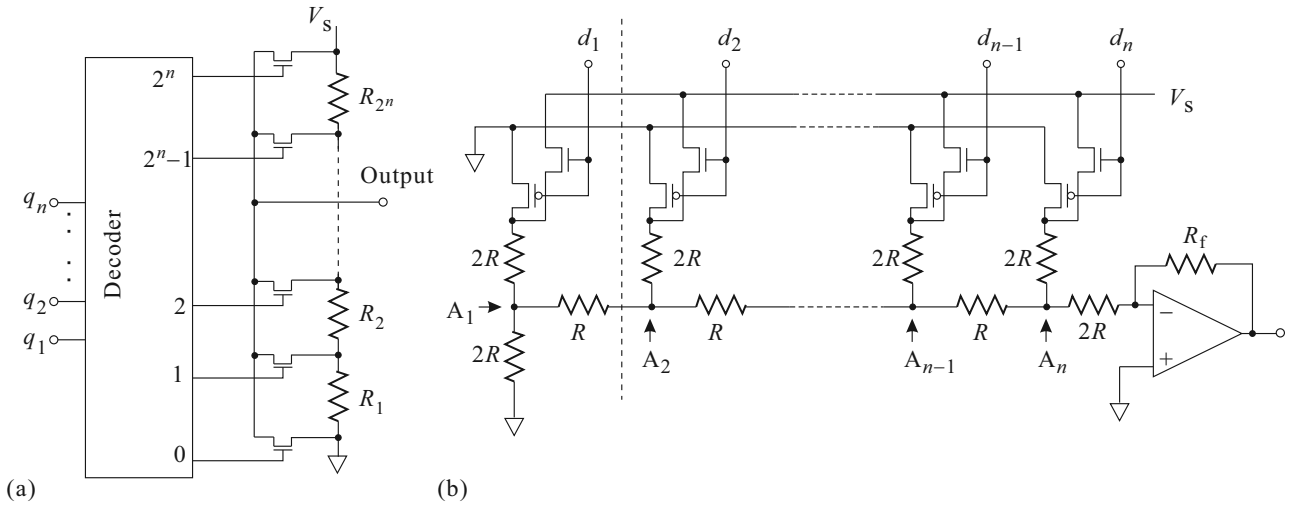 V_s
2^n
R_{2^n}
2^n–1
Output
q_n
Decoder
q_2
2
R_2
q_1
1
R_1
0
(a)
d_1
d_2
d_{n–1}
d_n
V_s
2R
2R
2R
2R
R_f
A_1
R
R
R
2R
–
2R
A_2
A_{n–1}
A_n
+
(b)